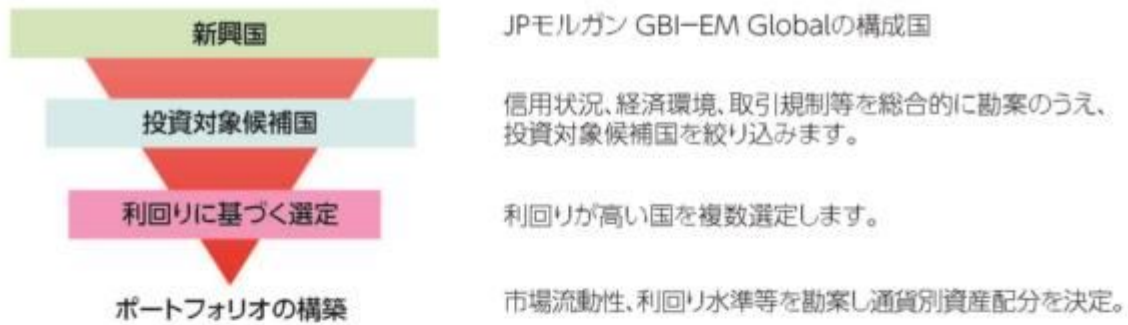 新興国
JPモルガン GBI-EM Globalの構成国
投資対象候補国
信用状況、経済環境、取引規制等を総合的に勘案のうえ、
投資対象候補国を絞り込みます。
利回りに基づく選定
利回りが高い国を複数選定します。
ポートフォリオの構築
市場流動性、利回り水準等を勘案し通貨別資産配分を決定。